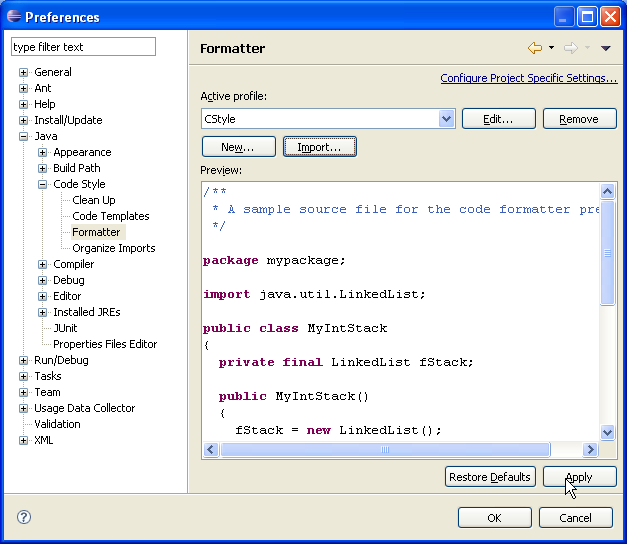 Preferences
type filter text
General
Ant
Help
Install/Update
Java
Appearance
Build Path
Code Style
Clean Up
Code Templates
Formatter
Organize Imports
Compiler
Debug
Editor
Installed JREs
JUnit
Properties Files Editor
Run/Debug
Tasks
Team
Usage Data Collector
Validation
XML
Formatter
Configure Project Specific Settings...
Active profile:
CStyle
Edit... Remove
New... Import...
Preview:
/**
* A sample source file for the code formatter pre
*/
package mypackage;
import java.util.LinkedList;
public class MyIntStack
{
private final LinkedList fStack;
public MyIntStack()
{
fStack = new LinkedList();
Restore Defaults Apply
? OK Cancel